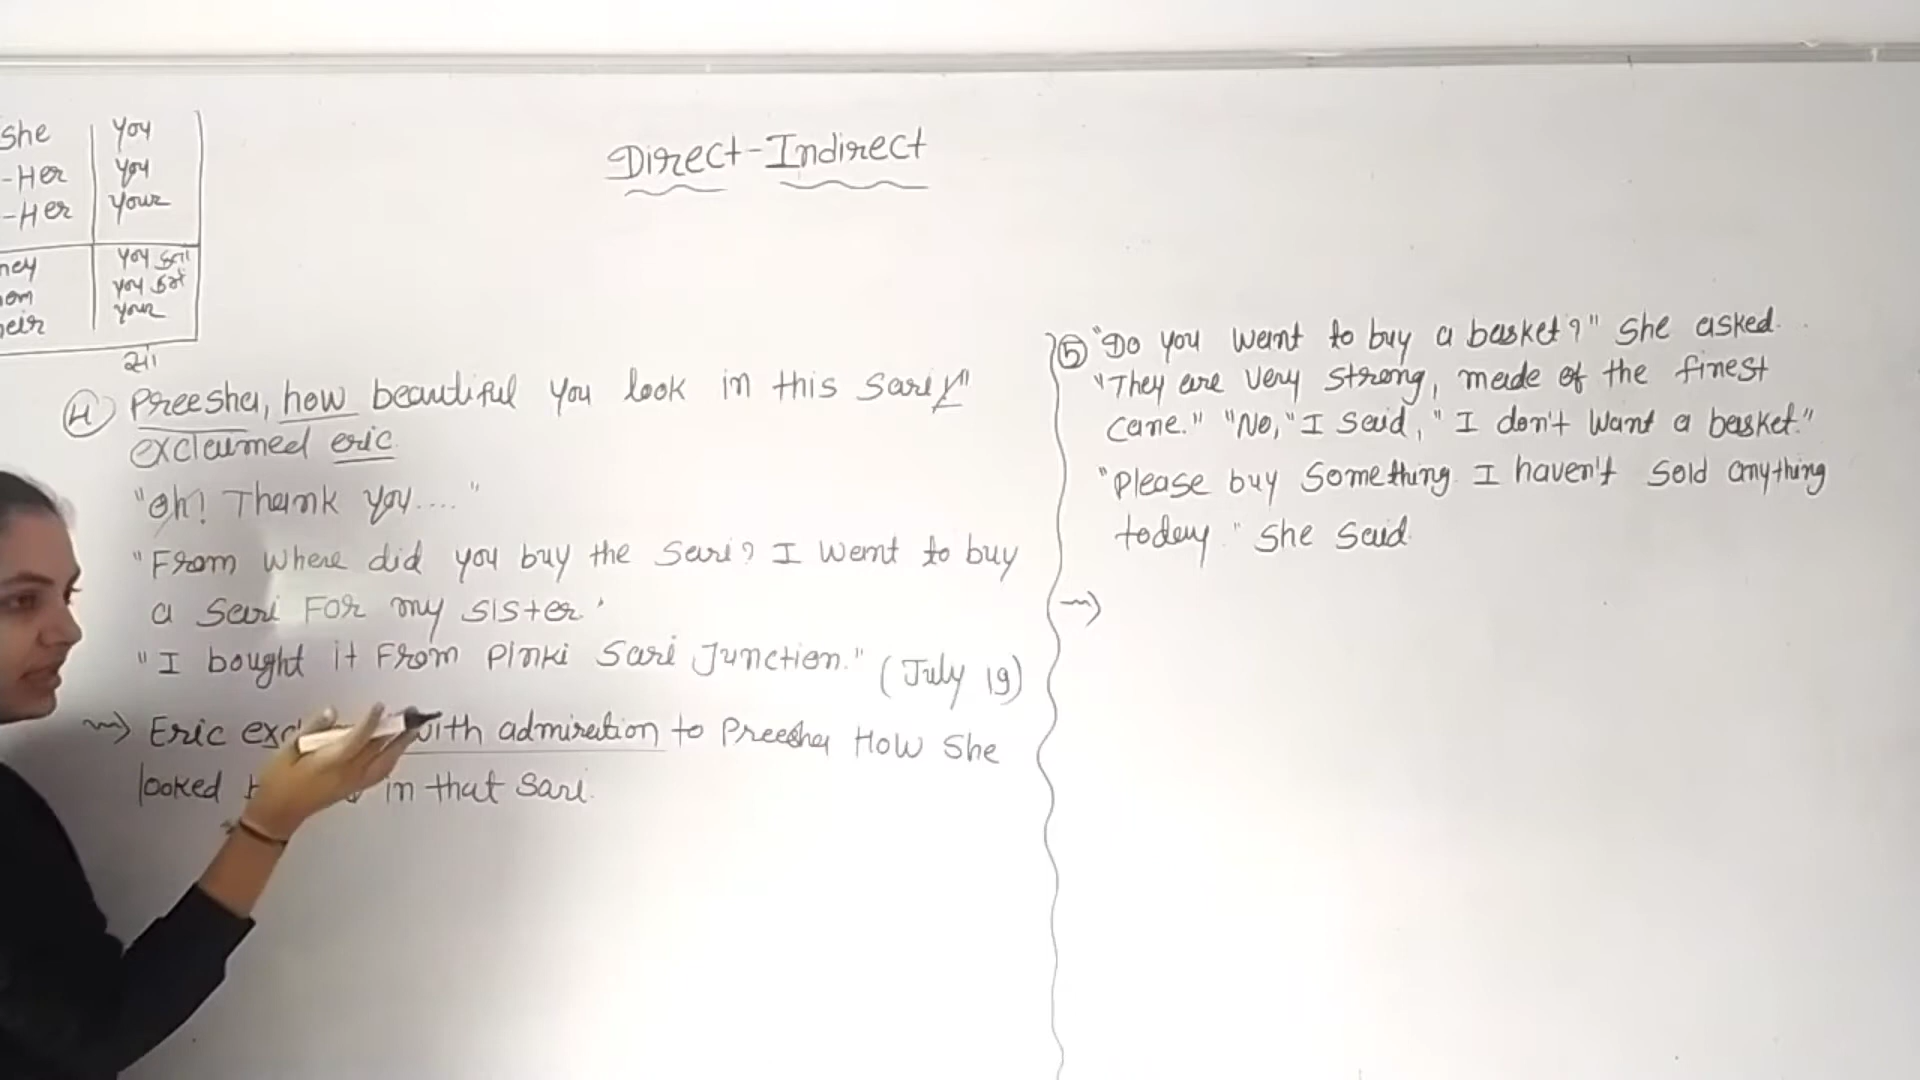 she | you
-Her | you
-Her | your
hey | you
om | you
eir | your
Direct-Indirect
④ Preesha, how beautiful you look in this sari!"
exclaimed eric.
"Oh! Thank you...."
"From where did you buy the sari? I want to buy
a sari For my sister.'
"I bought it From Pinki Sari Junction." (July 19)
Eric with admiration to Preesha How she
looked in that sari.
⑤ "Do you want to buy a basket?" she asked.
"They are very strong, made of the finest
cane." "No," I said, "I don't want a basket."
"Please buy something. I haven't sold anything
today." she said.